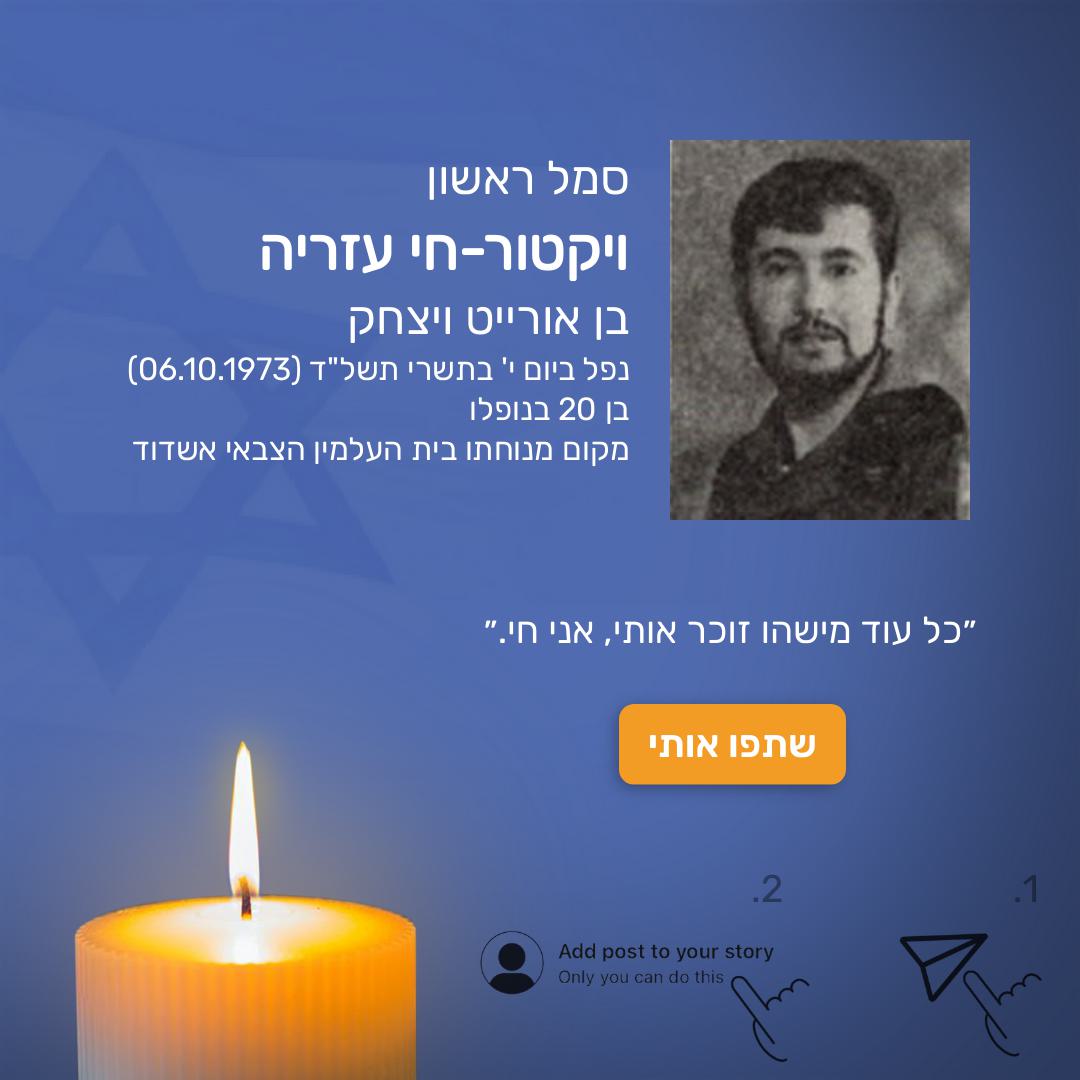 סמל ראשון
ויקטור-חי עזריה
בן אורייט ויצחק
נפל ביום י' בתשרי תשל"ד (06.10.1973)
בן 20 בנופלו
מקום מנוחתו בית העלמין הצבאי אשדוד
״כל עוד מישהו זוכר אותי, אני חי.״
שתפו אותי
.1
.2
Add post to your story
Only you can do this